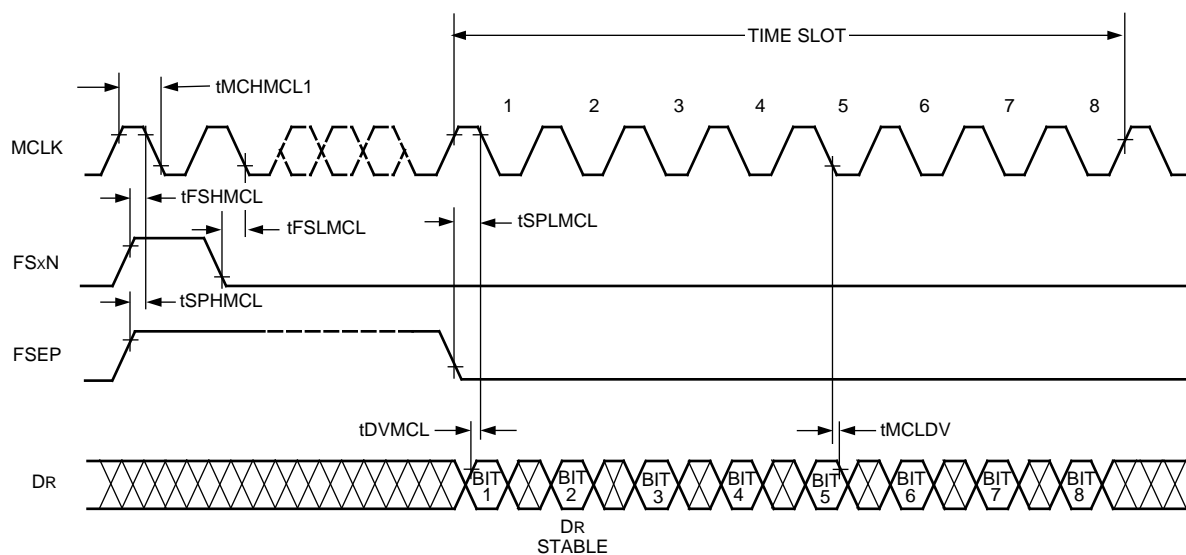 TIME SLOT
tMCHMCL1
1 2 3 4 5 6 7 8
MCLK
tFSHMCL
tFSLMCL
tSPLMCL
FSXN
tSPHMCL
FSEP
tDVMCL
tMCLDV
DR
BIT 1
BIT 2
BIT 3
BIT 4
BIT 5
BIT 6
BIT 7
BIT 8
DR
STABLE